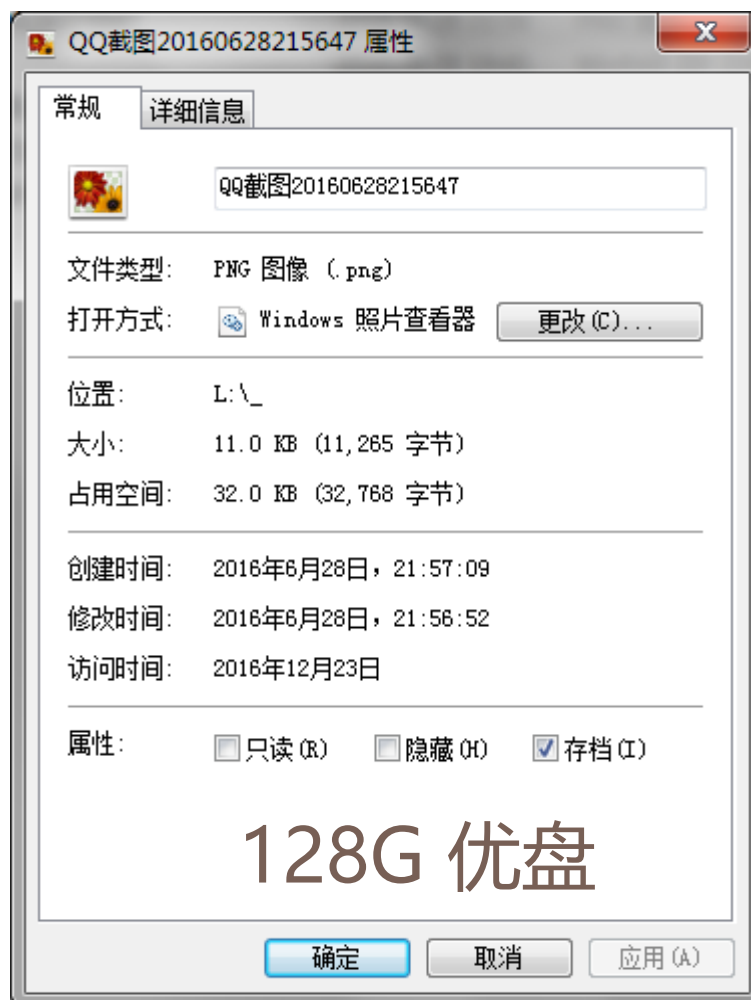 QQ截图20160628215647 属性
常规 详细信息
QQ截图20160628215647
文件类型: PNG 图像 (.png)
打开方式: Windows 照片查看器 更改(C)...
位置: L:\_
大小: 11.0 KB (11,265 字节)
占用空间: 32.0 KB (32,768 字节)
创建时间: 2016年6月28日,21:57:09
修改时间: 2016年6月28日,21:56:52
访问时间: 2016年12月23日
属性: 只读(R) 隐藏(H) 存档(I)
128G 优盘
确定 取消 应用(A)